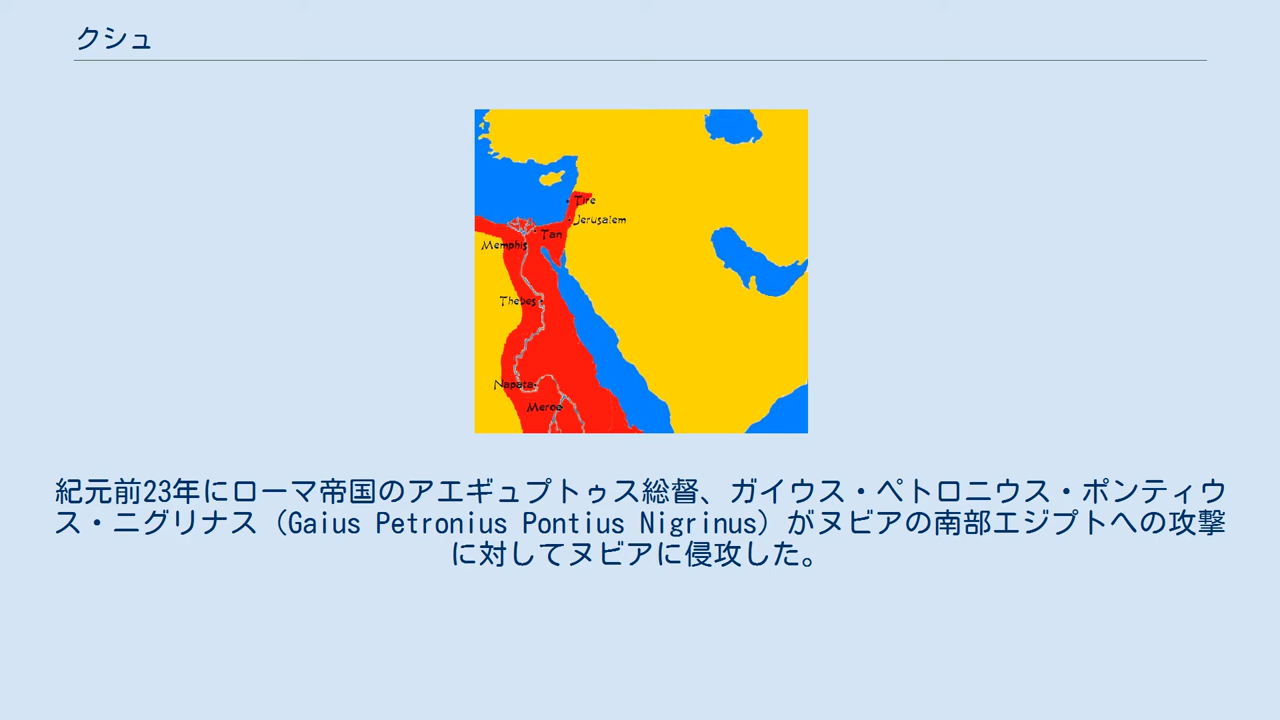 クシュ
Tire
Jerusalem
Tan
Memphis
Thebes
Napata
Meroe
紀元前23年にローマ帝国のアエギュプトゥス総督、ガイウス・ペトロニウス・ポンティウ
ス・ニグリナス（Gaius Petronius Pontius Nigrinus）がヌビアの南部エジプトへの攻撃
に対してヌビアに侵攻した。